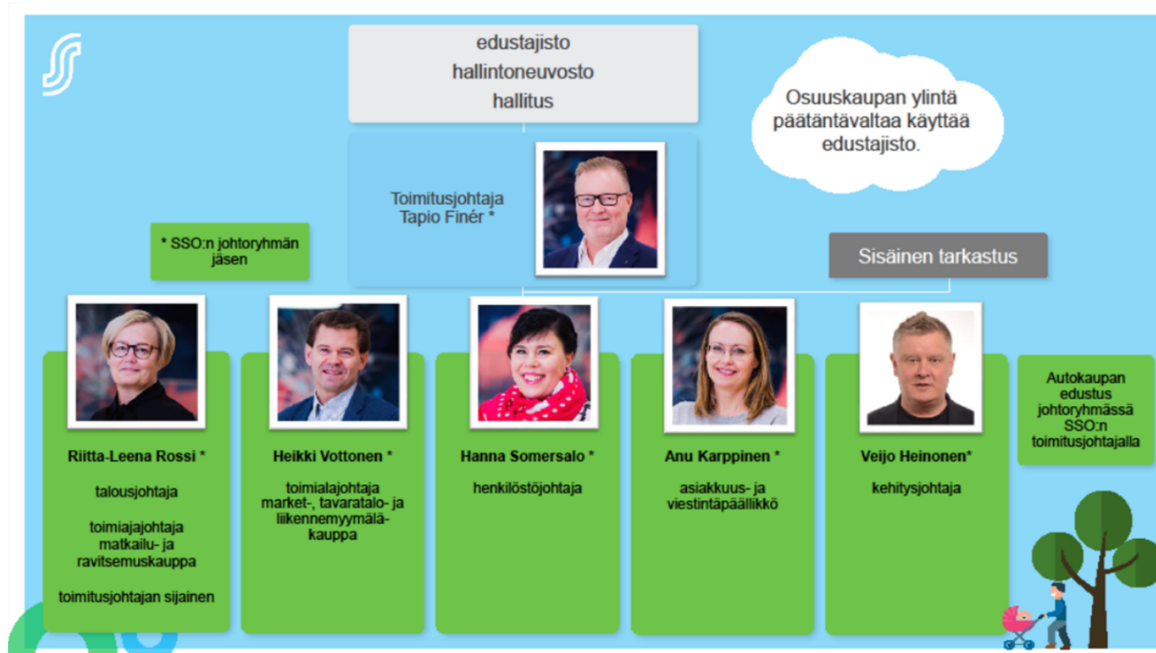 edustajisto
hallintoneuvosto
hallitus
Osuuskaupan ylintä
päätäntävaltaa käyttää
edustajisto.
Toimitusjohtaja
Tapio Finér *
* SSO:n johtoryhmän
jäsen
Sisäinen tarkastus
Riitta-Leena Rossi *
talousjohtaja
toimiajajohtaja
matkailu- ja
ravitsemuskauppa
toimitusjohtajan sijainen
Heikki Vottonen *
toimialajohtaja
market-, tavaratalo- ja
liikennemyymälä-
kauppa
Hanna Somersalo *
henkilöstöjohtaja
Anu Karppinen *
asiakkuus- ja
viestintäpäällikkö
Veijo Heinonen*
kehitysjohtaja
Autokaupan
edustus
johtoryhmässä
SSO:n
toimitusjohtajalla